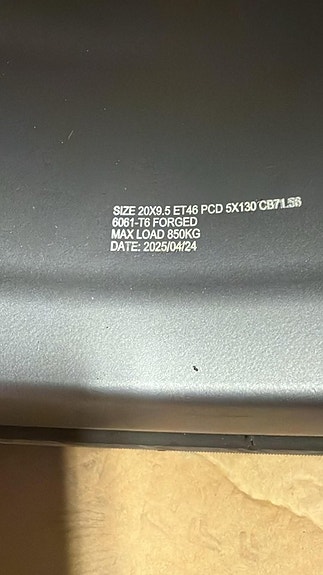 SIZE 20X9.5 ET46 PCD 5X130 CB71.56
6061-T6 FORGED
MAX LOAD 850KG
DATE: 2025/04/24